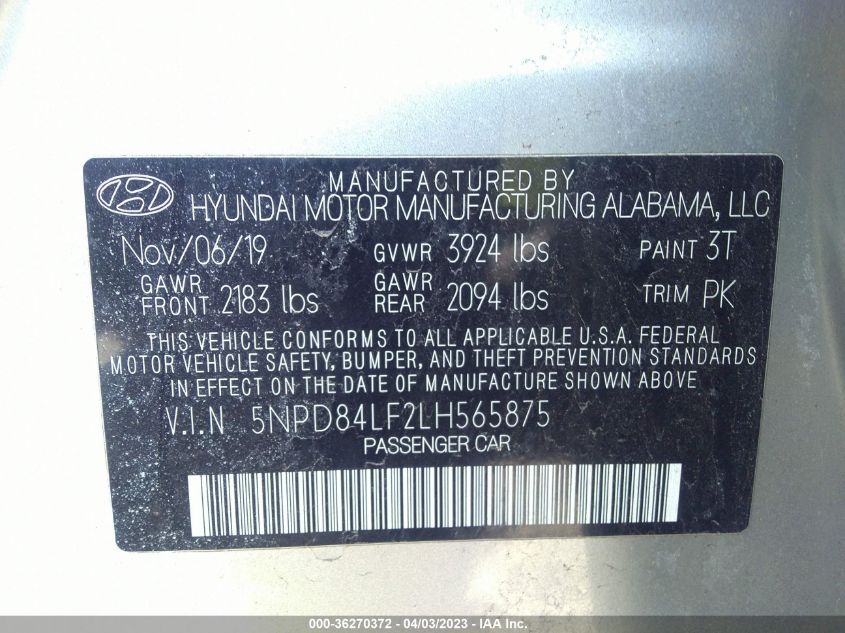 MANUFACTURED BY
HYUNDAI MOTOR MANUFACTURING ALABAMA, LLC
Nov/06/19 GVWR 3924 lbs PAINT 3T
GAWR FRONT 2183 lbs GAWR REAR 2094 lbs TRIM PK
THIS VEHICLE CONFORMS TO ALL APPLICABLE U.S.A. FEDERAL
MOTOR VEHICLE SAFETY, BUMPER, AND THEFT PREVENTION STANDARDS
IN EFFECT ON THE DATE OF MANUFACTURE SHOWN ABOVE
V.I.N 5NPD84LF2LH565875
PASSENGER CAR
000-36270372 - 04/03/2023 - IAA Inc.